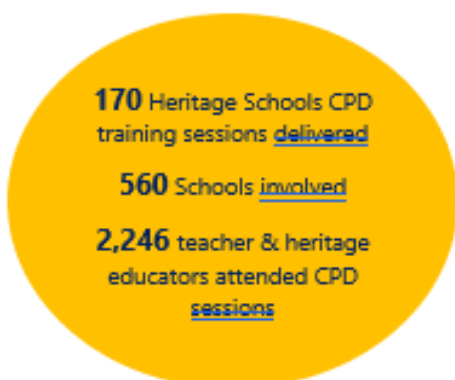 170 Heritage Schools CPD
training sessions delivered
560 Schools involved
2,246 teacher & heritage
educators attended CPD
sessions